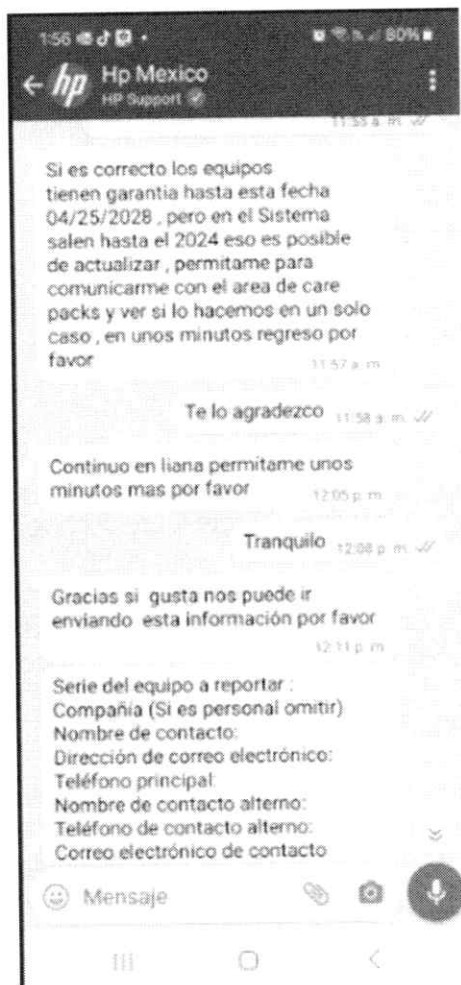 1:56
80%
hp
Hp Mexico
HP Support
11:55 a. m.
Si es correcto los equipos
tienen garantia hasta esta fecha
04/25/2028 , pero en el Sistema
salen hasta el 2024 eso es posible
de actualizar , permitame para
comunicarme con el area de care
packs y ver si lo hacemos en un solo
caso , en unos minutos regreso por
favor
11:57 a. m.
Te lo agradezco 11:58 a. m.
Continuo en liana permitame unos
minutos mas por favor 12:05 p. m.
Tranquilo 12:08 p. m.
Gracias si gusta nos puede ir
enviando esta información por favor
12:11 p. m.
Serie del equipo a reportar :
Compañia (Si es personal omitir)
Nombre de contacto:
Dirección de correo electrónico:
Teléfono principal:
Nombre de contacto alterno:
Teléfono de contacto alterno:
Correo electrónico de contacto
Mensaje